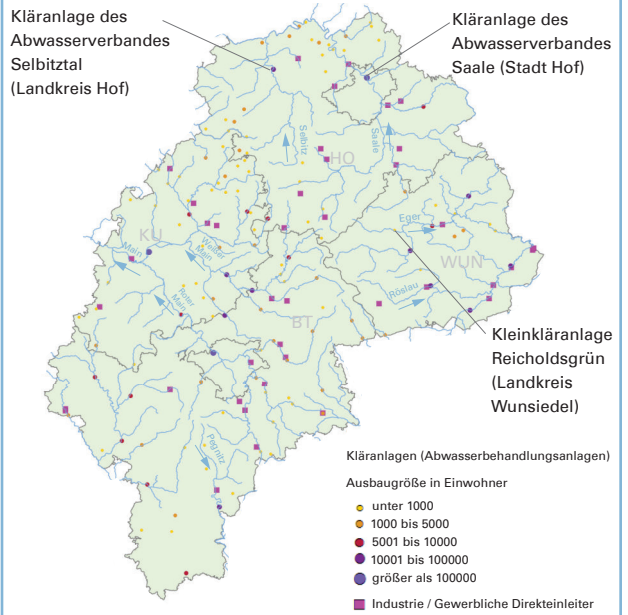 Kläranlage des
Abwasserverbandes
Selbitztal
(Landkreis Hof)
Kläranlage des
Abwasserverbandes
Saale (Stadt Hof)
Selbitz
Saale
HO
Eger
KU
Main
Weißer
Main
WUN
Röslau
Roter
Main
BT
Kleinkläranlage
Reicholdsgrün
(Landkreis
Wunsiedel)
Pegnitz
Kläranlagen (Abwasserbehandlungsanlagen)
Ausbaugröße in Einwohner
unter 1000
1000 bis 5000
5001 bis 10000
10001 bis 100000
größer als 100000
Industrie / Gewerbliche Direkteinleiter